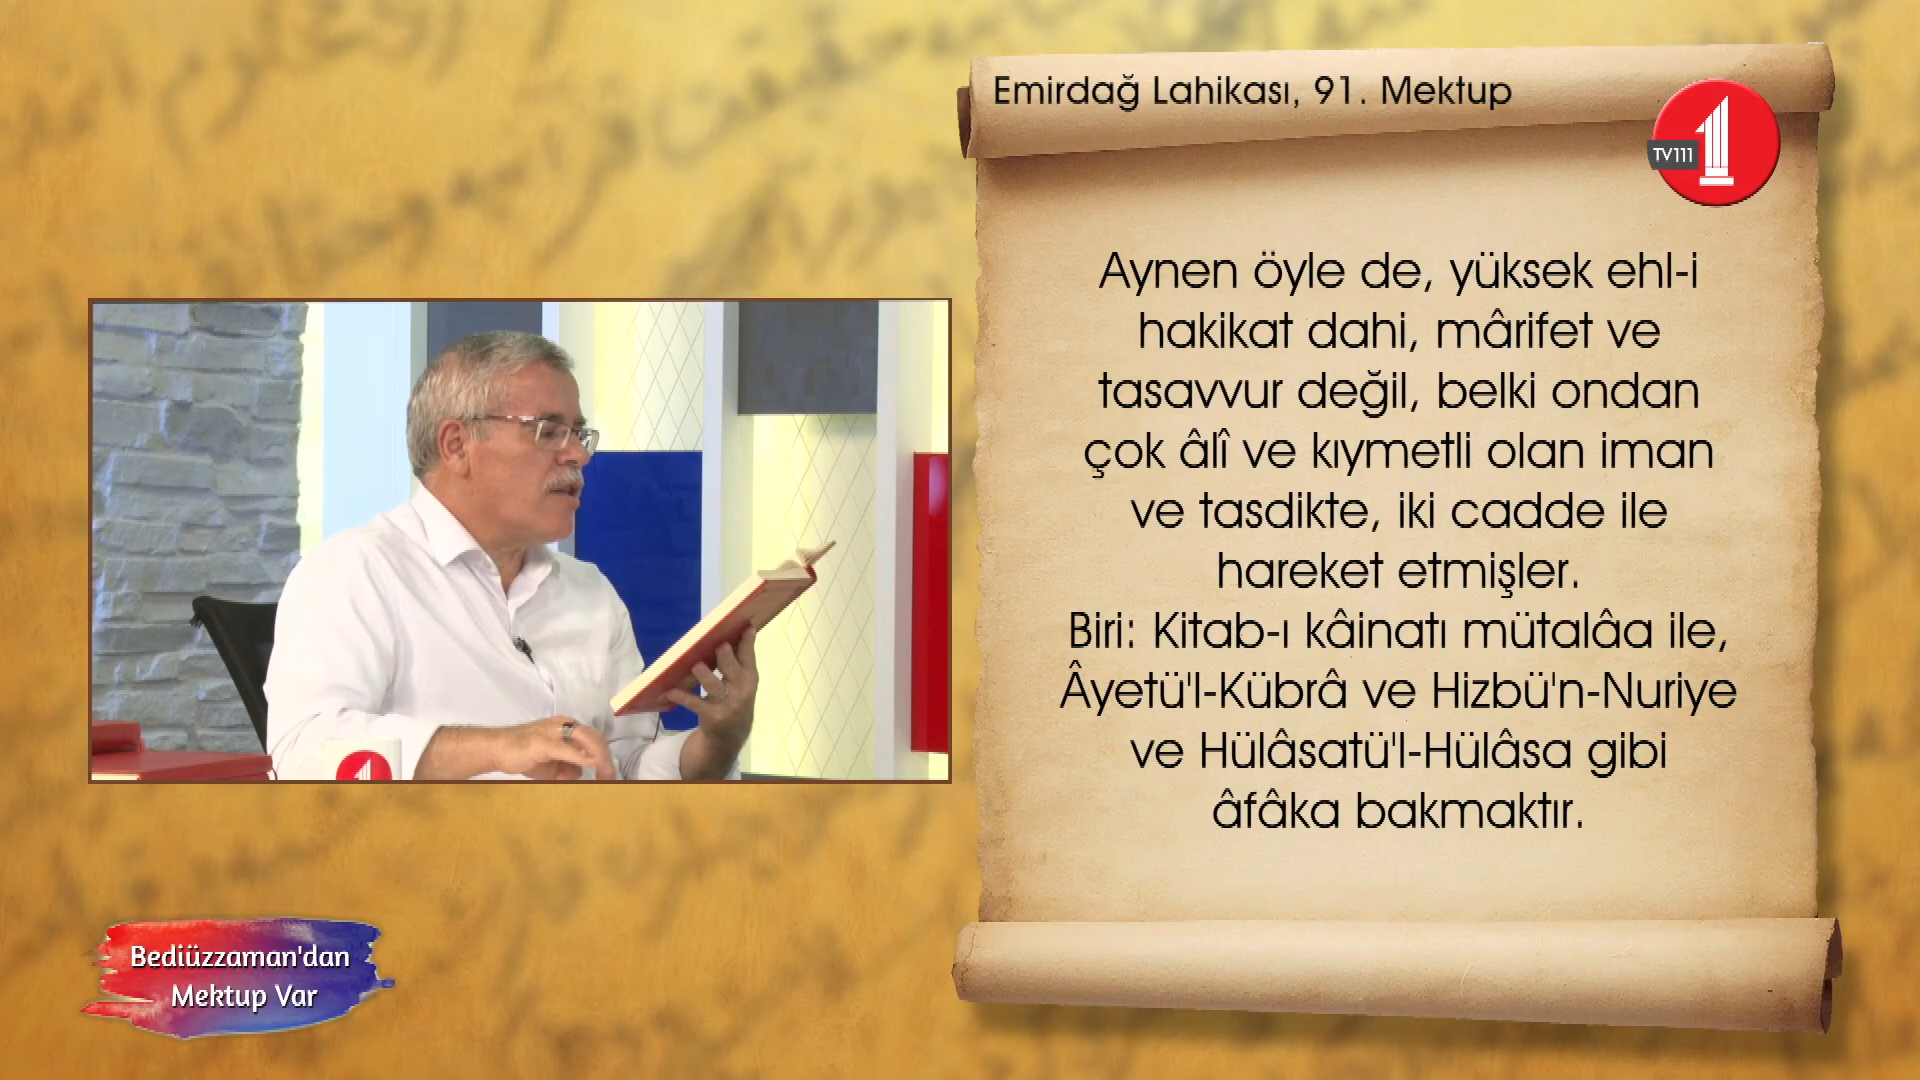 Emirdağ Lahikası, 91. Mektup
TV111
1
Aynen öyle de, yüksek ehl-i
hakikat dahi, mârifet ve
tasavvur değil, belki ondan
çok âlî ve kıymetli olan iman
ve tasdikte, iki cadde ile
hareket etmişler.
Biri: Kitab-ı kâinatı mütalâa ile,
Âyetü'l-Kübrâ ve Hizbü'n-Nuriye
ve Hülâsatü'l-Hülâsa gibi
âfâka bakmaktır.
1
Bediüzzaman'dan
Mektup Var